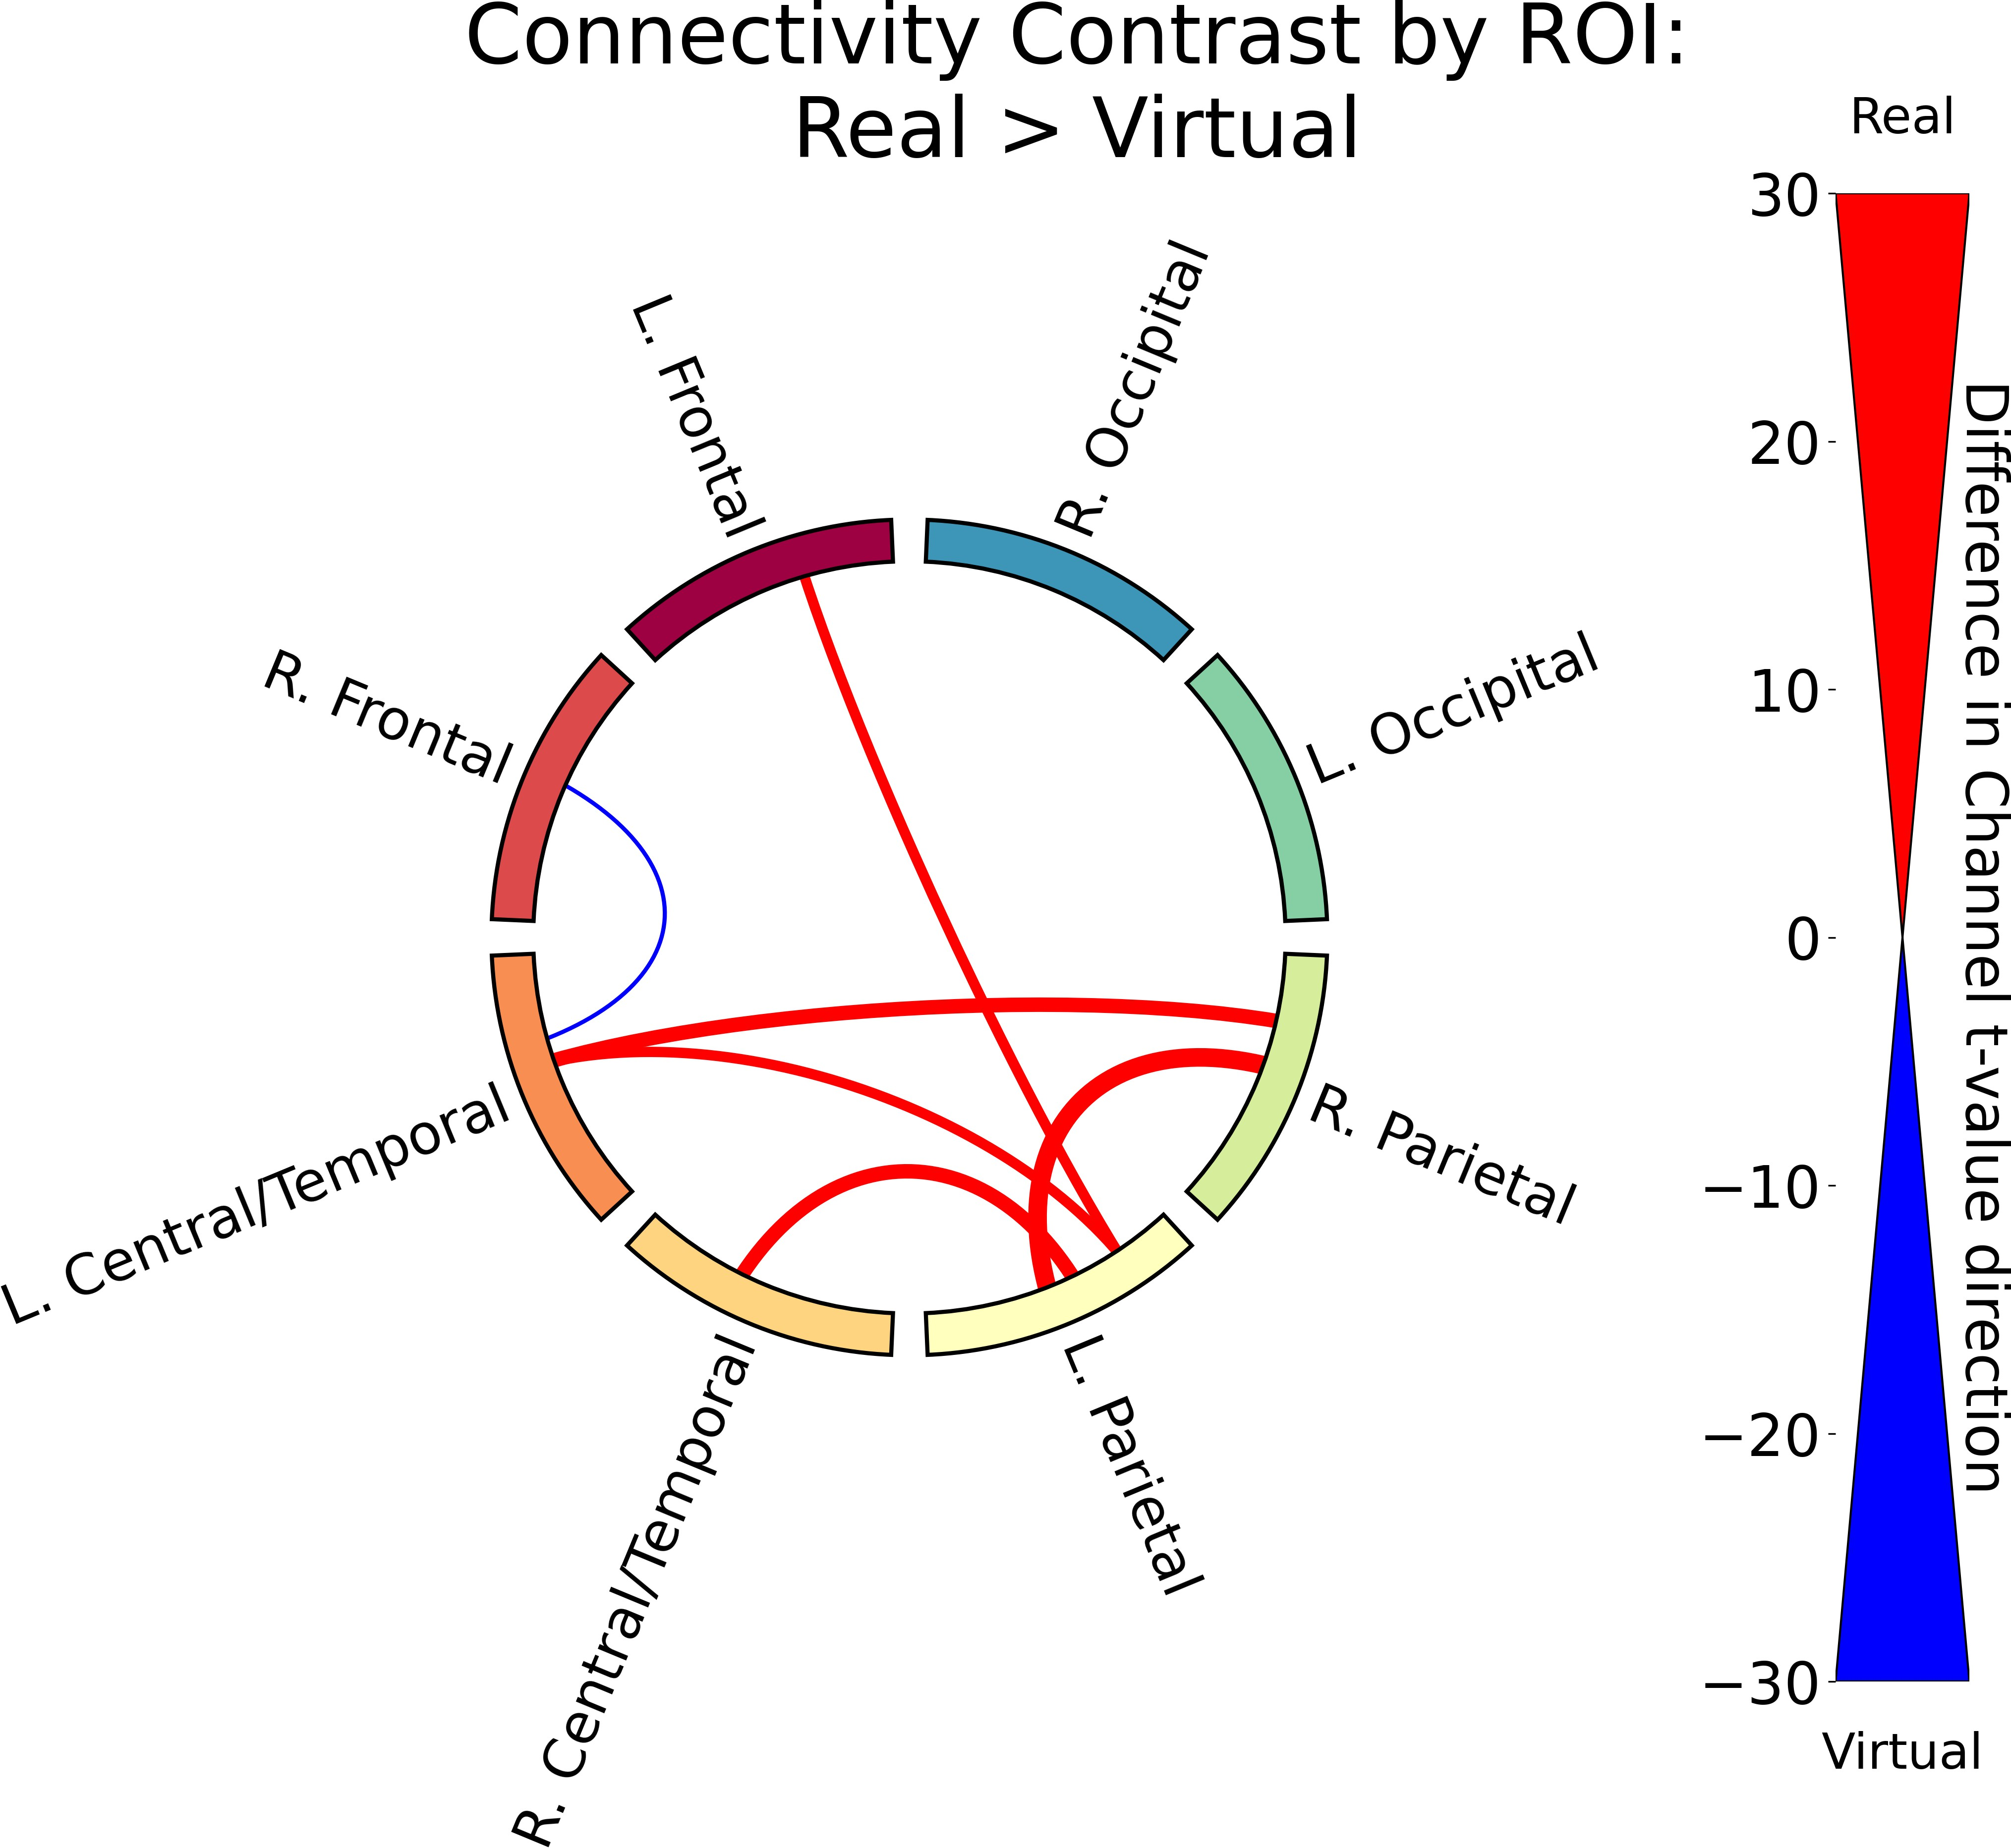 Connectivity Contrast by ROI:
Real > Virtual
Real
30
20
10
0
−10
−20
−30
Virtual
Difference in Channel t-value direction
L. Frontal
R. Occipital
R. Frontal
L. Occipital
L. Central/Temporal
R. Parietal
R. Central/Temporal
L. Parietal